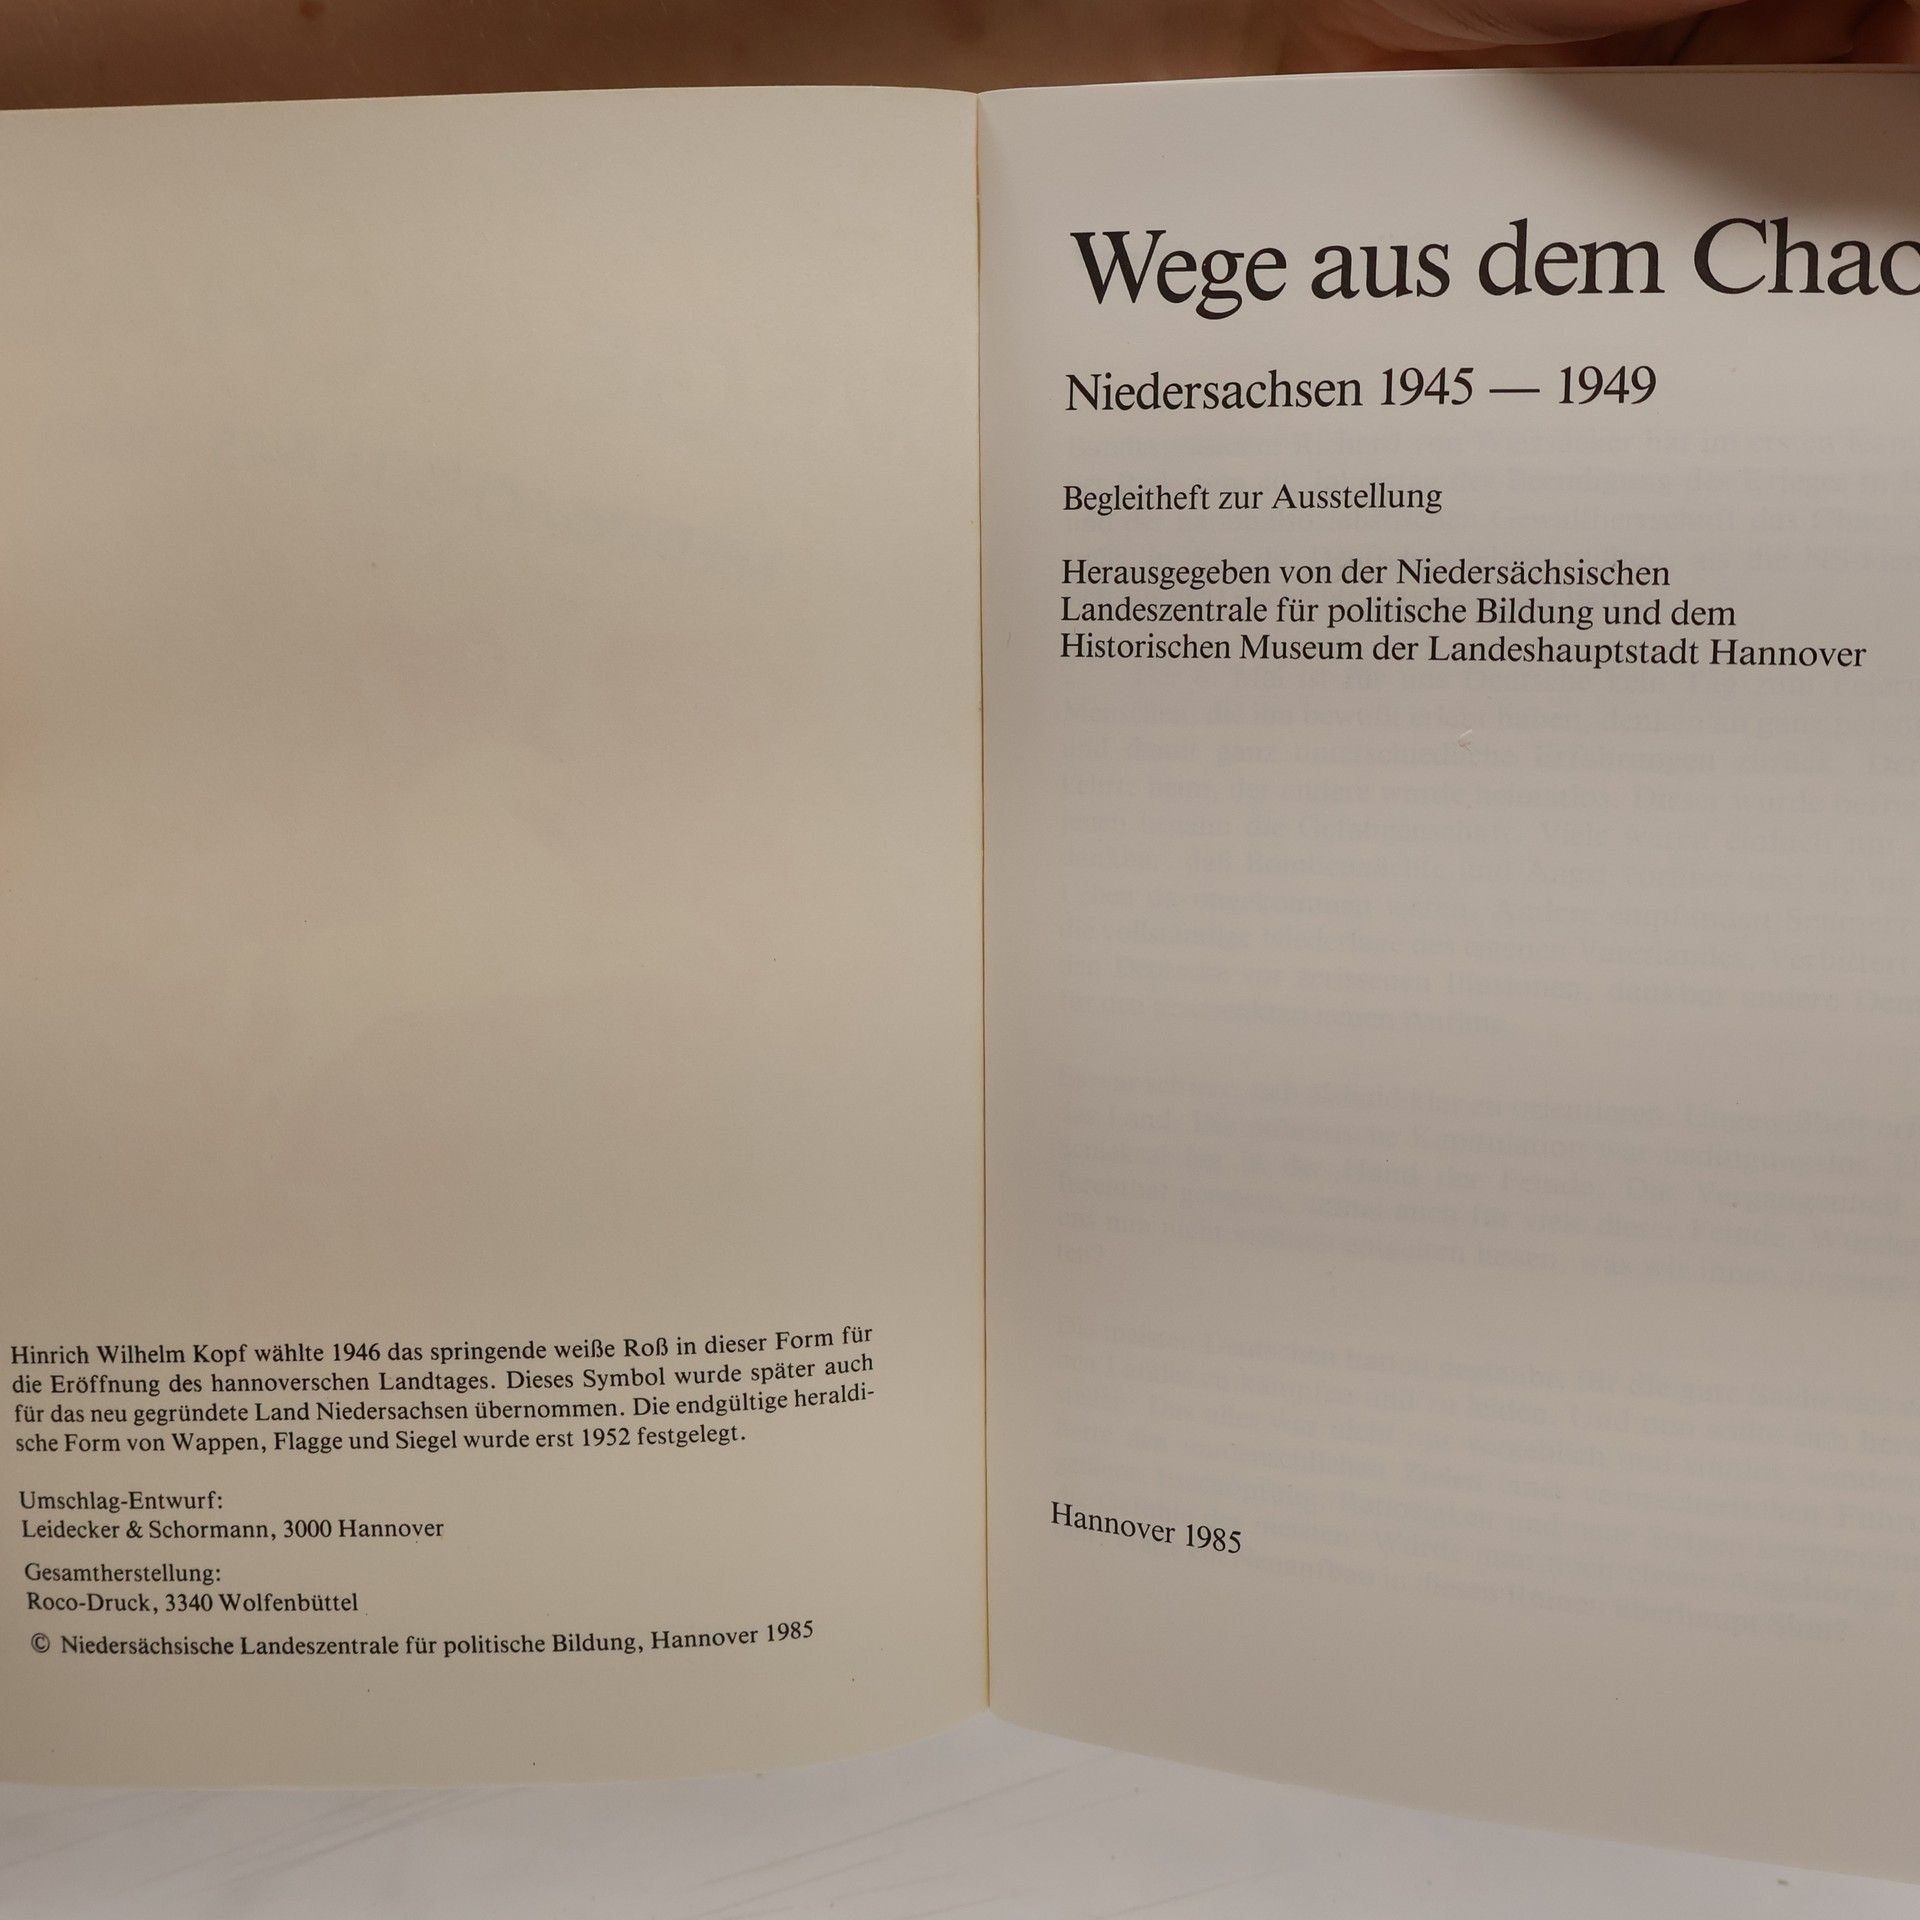 Hinrich Wilhelm Kopf wählte 1946 das springende weiße Roß in dieser Form für
die Eröffnung des hannoverschen Landtages. Dieses Symbol wurde später auch
für das neu gegründete Land Niedersachsen übernommen. Die endgültige heraldi-
sche Form von Wappen, Flagge und Siegel wurde erst 1952 festgelegt.
Umschlag-Entwurf:
Leidecker & Schormann, 3000 Hannover
Gesamtherstellung:
Roco-Druck, 3340 Wolfenbüttel
© Niedersächsische Landeszentrale für politische Bildung, Hannover 1985
Wege aus dem Chao
Niedersachsen 1945 — 1949
Begleitheft zur Ausstellung
Herausgegeben von der Niedersächsischen
Landeszentrale für politische Bildung und dem
Historischen Museum der Landeshauptstadt Hannover
Hannover 1985